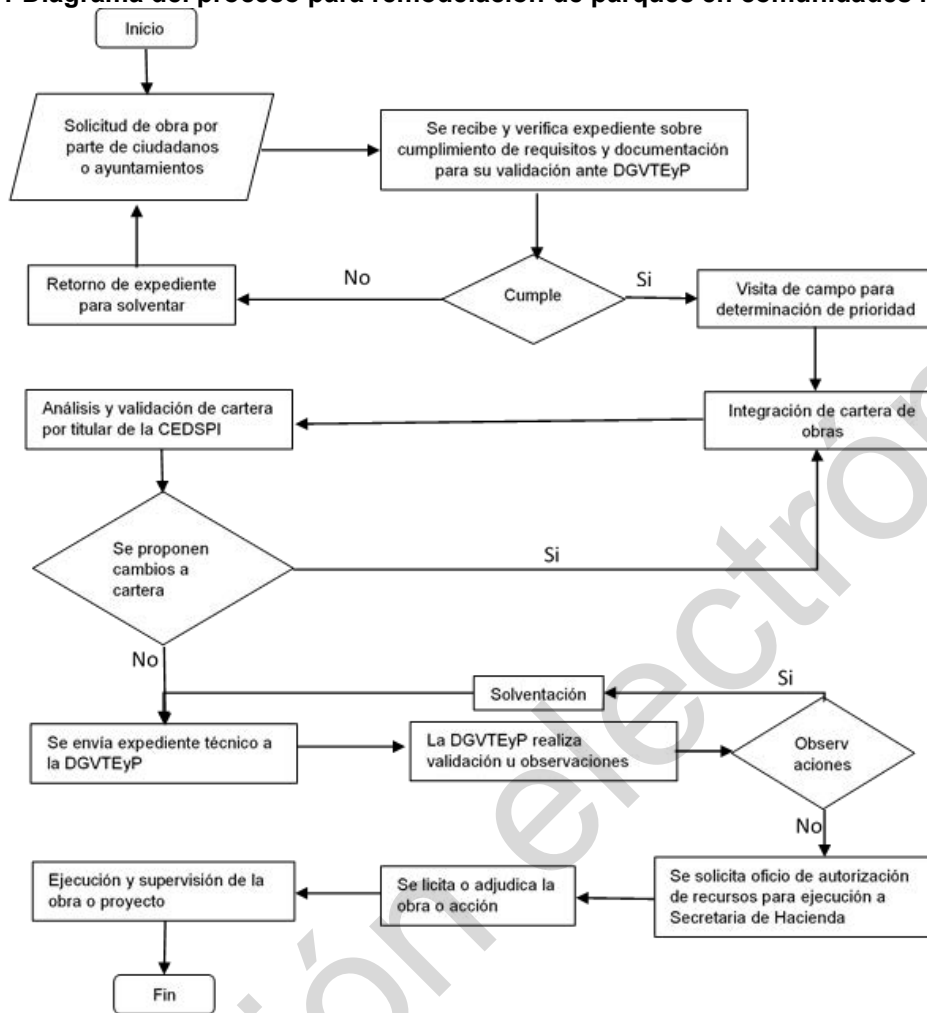 Diagrama del proceso para remodelación de parques en comunidades
Inicio
Solicitud de obra por
parte de ciudadanos
o ayuntamientos
Se recibe y verifica expediente sobre
cumplimiento de requisitos y documentación
para su validación ante DGVTEyP
Retorno de expediente
para solventar
No
Cumple
Si
Visita de campo para
determinación de prioridad
Integración de cartera de
obras
Análisis y validación de cartera
por titular de la CEDSPI
Se proponen
cambios a
cartera
Si
No
Se envía expediente técnico a
la DGVTEyP
Solventación
Si
La DGVTEyP realiza
validación u observaciones
Observ
aciones
No
Se solicita oficio de autorización
de recursos para ejecución a
Secretaria de Hacienda
Se licita o adjudica la
obra o acción
Ejecución y supervisión de la
obra o proyecto
Fin